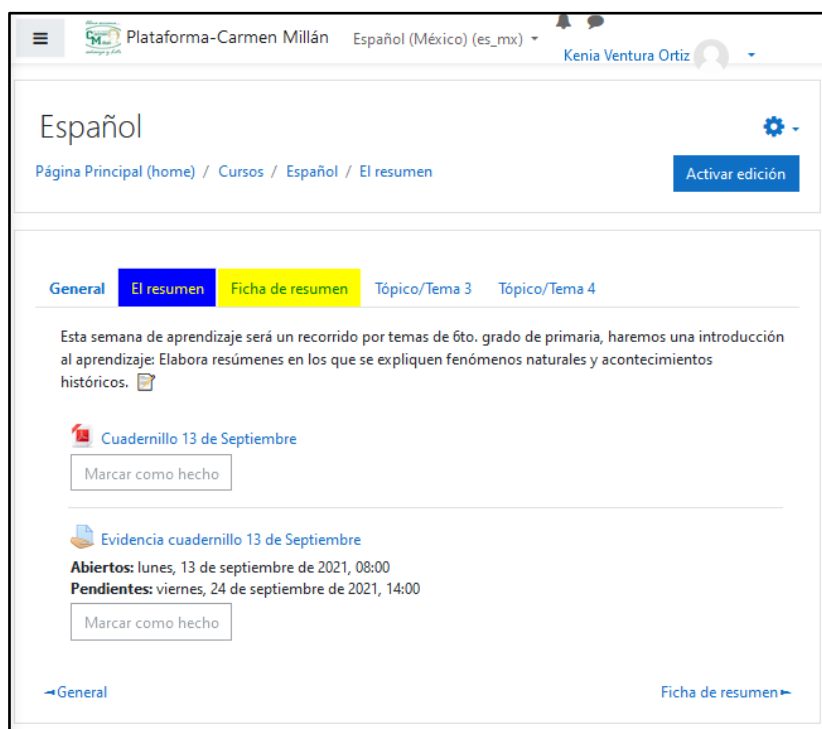 Plataforma-Carmen Millán Español (México) (es_mx)
Kenia Ventura Ortiz
Español
Página Principal (home) / Cursos / Español / El resumen
Activar edición
General El resumen Ficha de resumen Tópico/Tema 3 Tópico/Tema 4
Esta semana de aprendizaje será un recorrido por temas de 6to. grado de primaria, haremos una introducción
al aprendizaje: Elabora resúmenes en los que se expliquen fenómenos naturales y acontecimientos
históricos.
Cuadernillo 13 de Septiembre
Marcar como hecho
Evidencia cuadernillo 13 de Septiembre
Abiertos: lunes, 13 de septiembre de 2021, 08:00
Pendientes: viernes, 24 de septiembre de 2021, 14:00
Marcar como hecho
◄General Ficha de resumen►